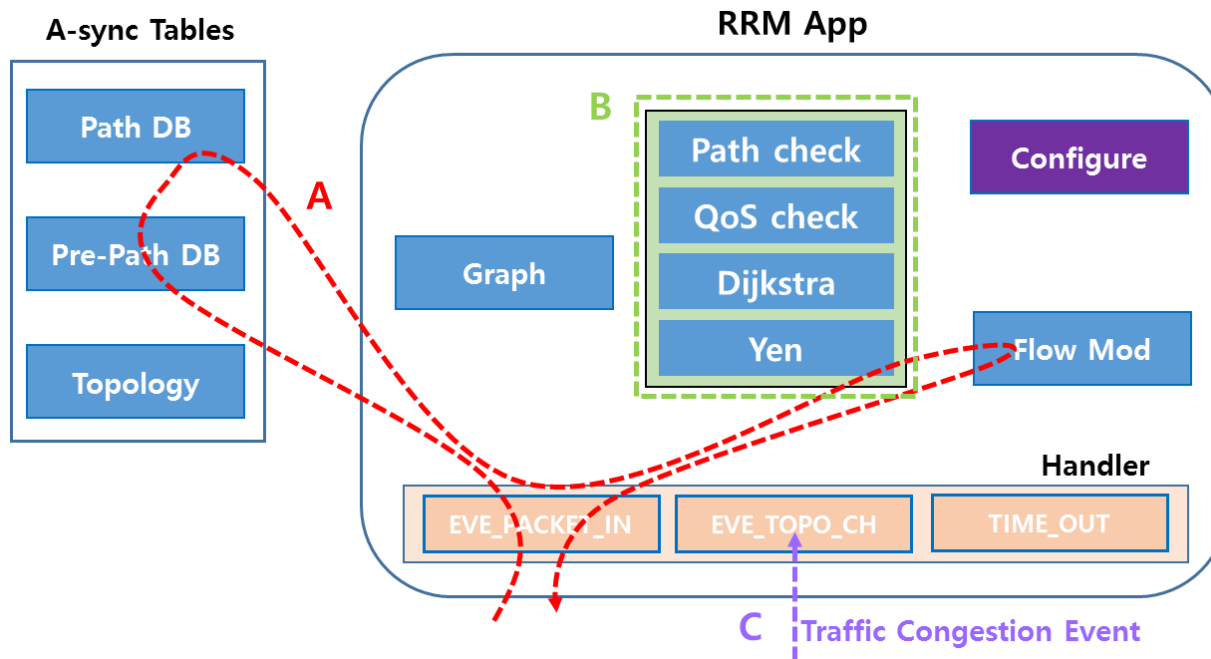 A-sync Tables
Path DB
Pre-Path DB
Topology
A
RRM App
B
Path check
QoS check
Dijkstra
Yen
Graph
Configure
Flow Mod
Handler
EVE_PACKET_IN
EVE_TOPO_CH
TIME_OUT
C Traffic Congestion Event